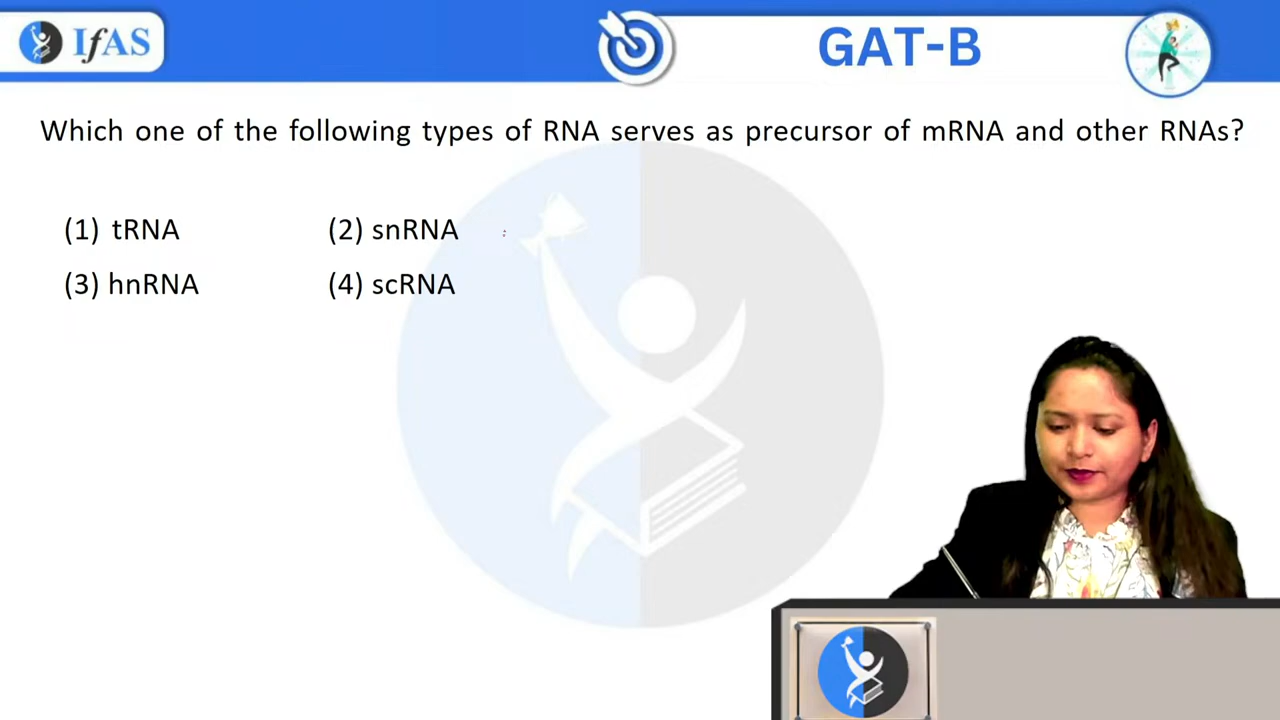 IfAS
GAT-B
Which one of the following types of RNA serves as precursor of mRNA and other RNAs?
(1) tRNA (2) snRNA
(3) hnRNA (4) scRNA